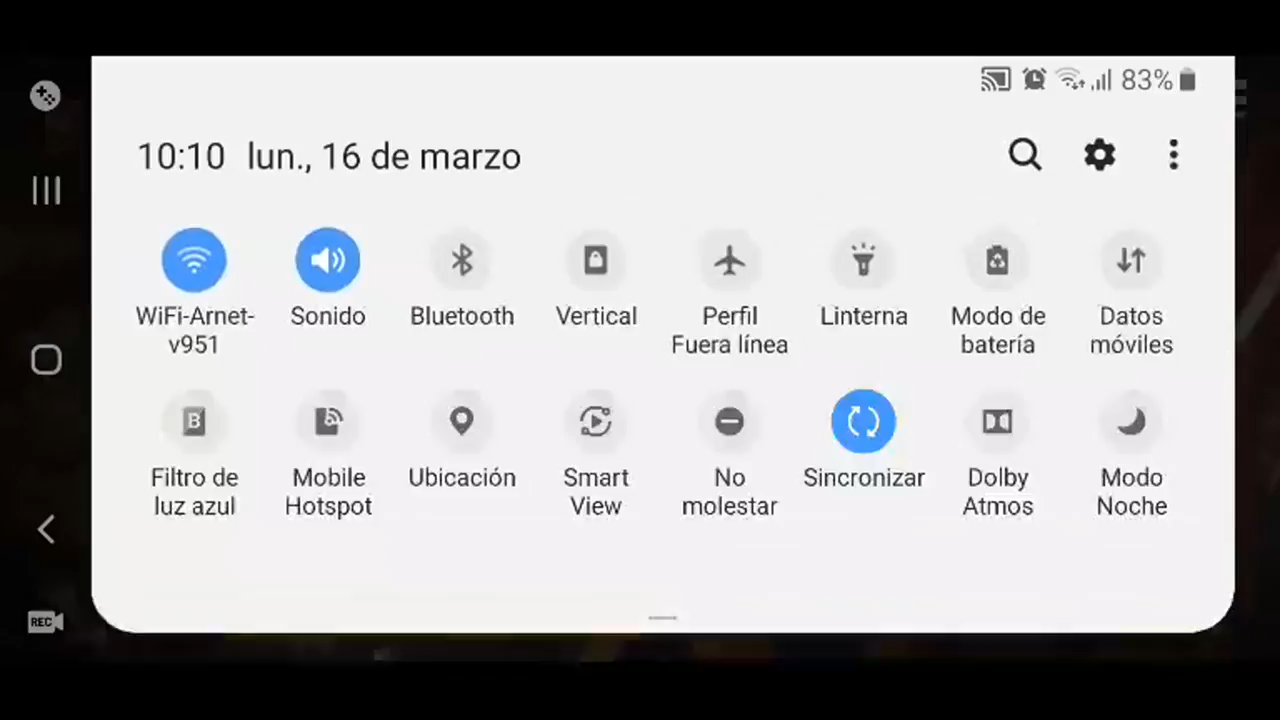 83%
10:10 lun., 16 de marzo
WiFi-Arnet-
v951
Sonido
Bluetooth
Vertical
Perfil
Fuera línea
Linterna
Modo de
batería
Datos
móviles
B
Filtro de
luz azul
Mobile
Hotspot
Ubicación
Smart
View
No
molestar
Sincronizar
Dolby
Atmos
Modo
Noche
REC